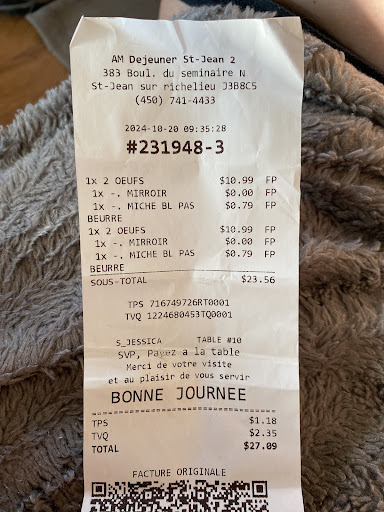 AM Dejeuner St-Jean 2
383 Boul. du seminaire N
St-Jean sur richelieu J3B8C5
(450) 741-4433
2024-10-20 09:35:28
#231948-3
1x 2 OEUFS $10.99 FP
1x -. MIRROIR $0.00 FP
1x -. MICHE BL PAS $0.79 FP
BEURRE
1x 2 OEUFS $10.99 FP
1x -. MIRROIR $0.00 FP
1x -. MICHE BL PAS $0.79 FP
BEURRE
SOUS-TOTAL $23.56
TPS 716749726RT0001
TVQ 1224680453TQ0001
S_JESSICA TABLE #10
SVP, Payez a la table
Merci de votre visite
et au plaisir de vous servir
BONNE JOURNEE
TPS $1.18
TVQ $2.35
TOTAL $27.09
FACTURE ORIGINALE